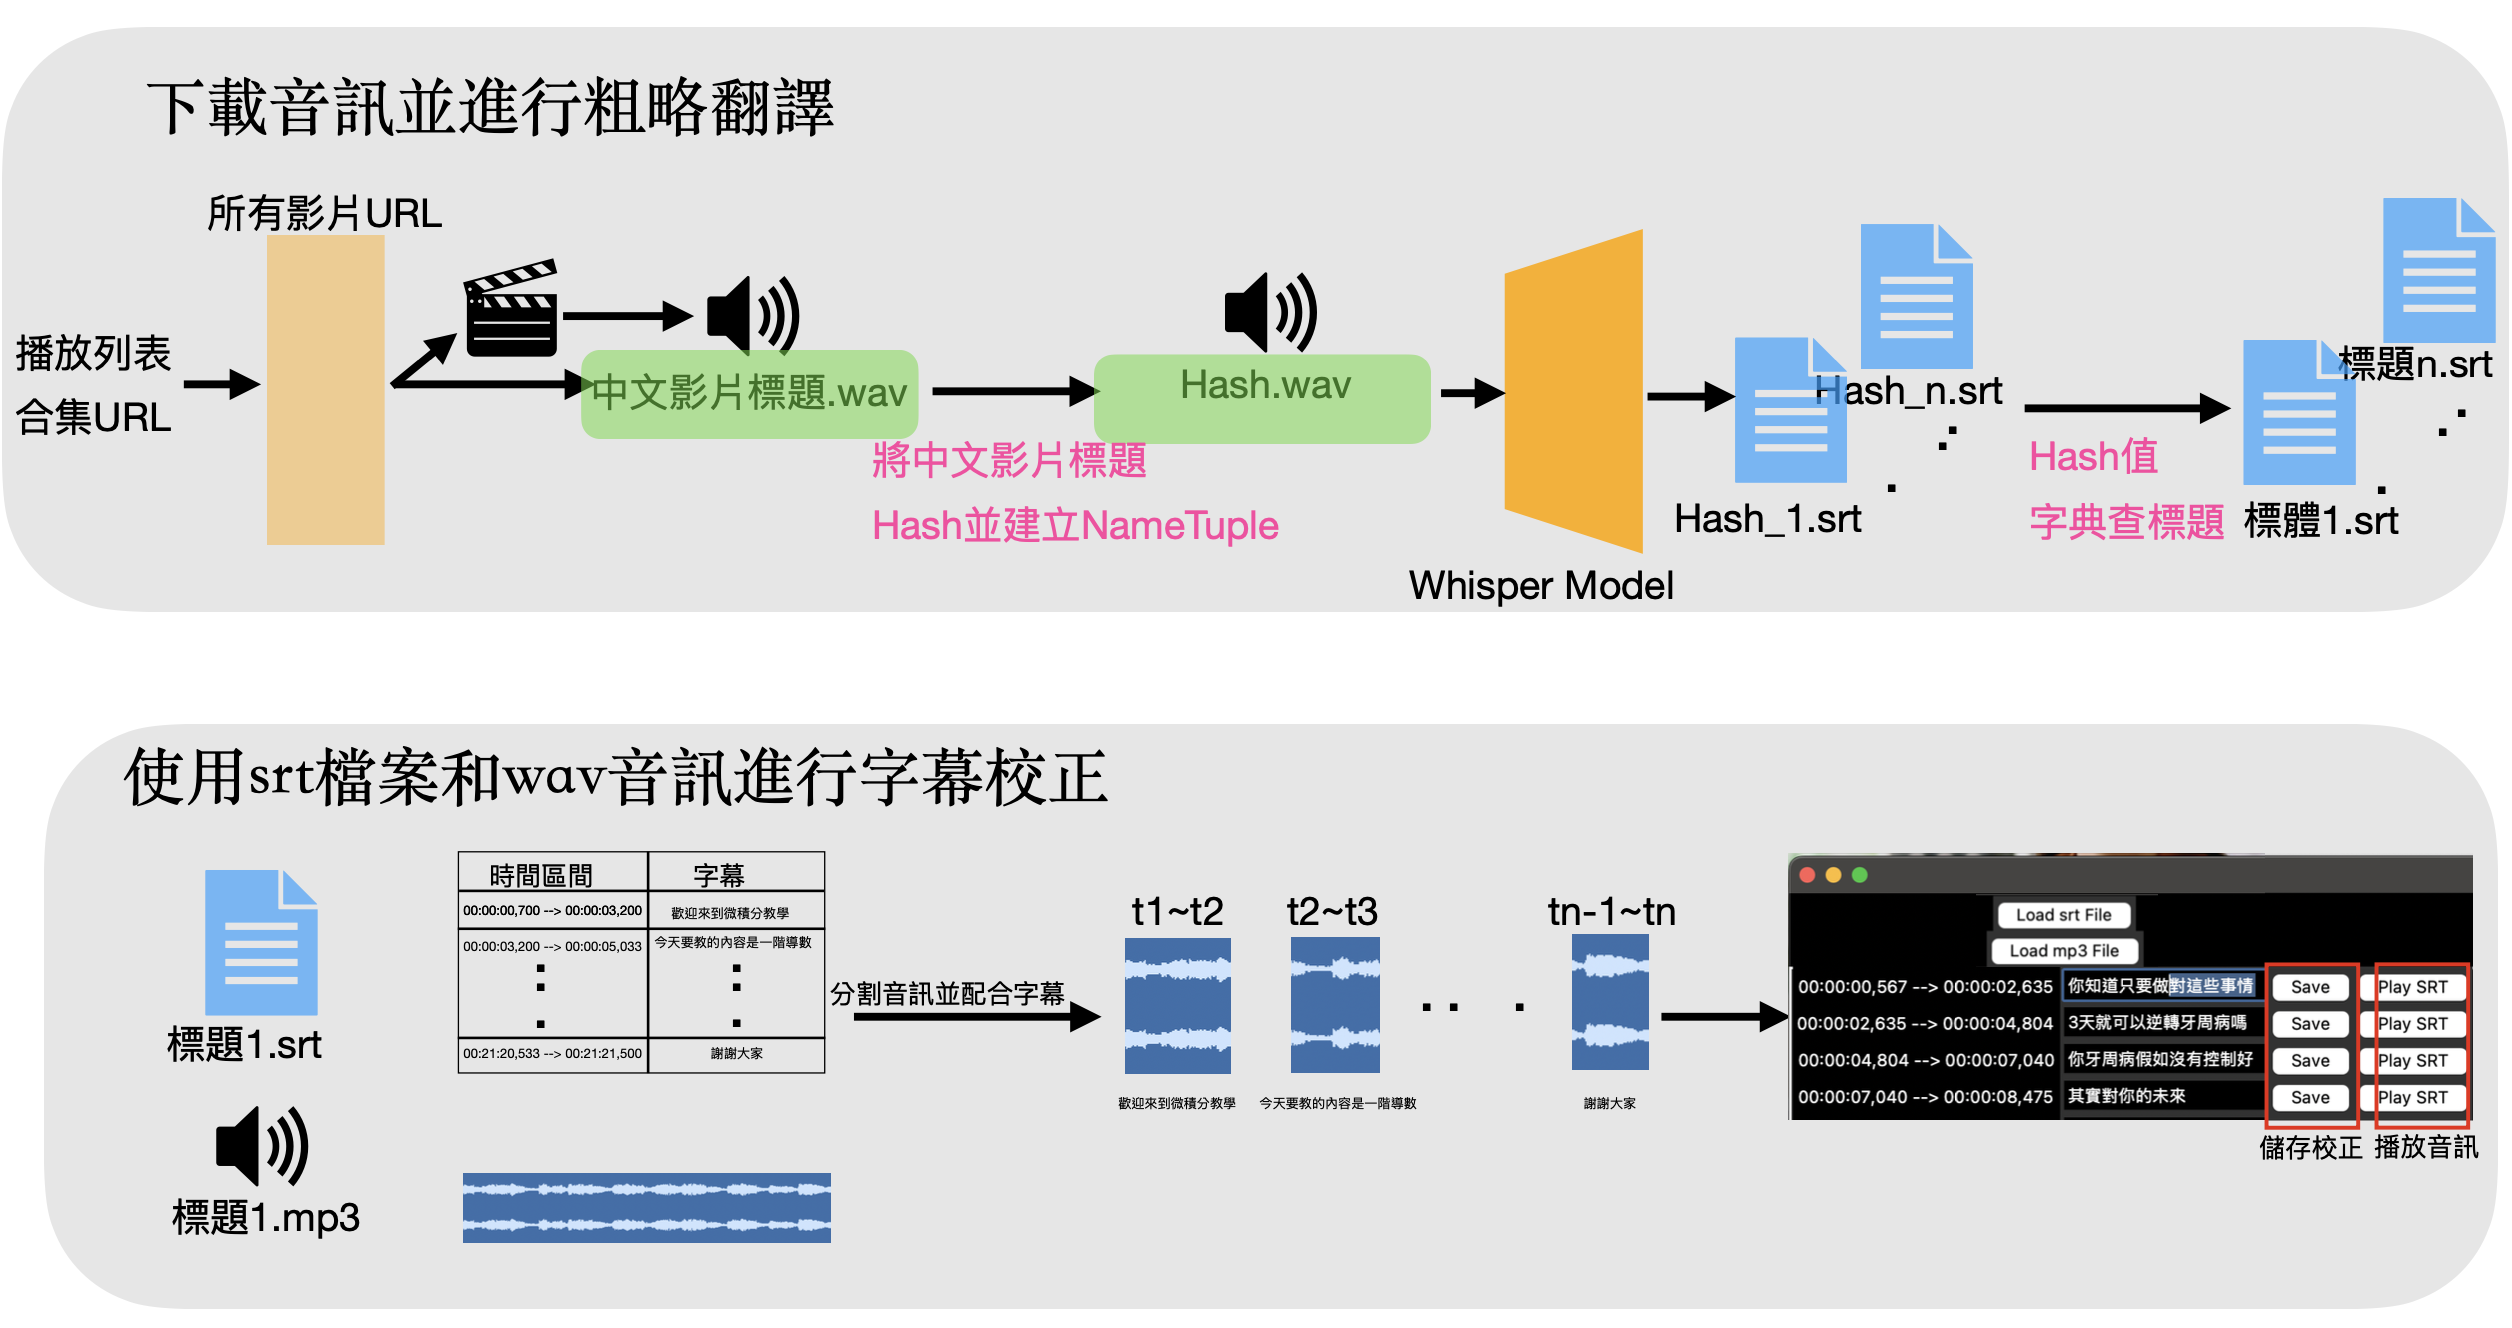 下載音訊並進行粗略翻譯
所有影片URL
播放列表
合集URL
中文影片標題.wav
將中文影片標題
Hash並建立NameTuple
Hash.wav
Whisper Model
Hash_n.srt
Hash_1.srt
Hash值
字典查標題
標題n.srt
標體1.srt
使用srt檔案和wav音訊進行字幕校正
標題1.srt
標題1.mp3
時間區間 字幕
00:00:00,700 --> 00:00:03,200 歡迎來到微積分教學
00:00:03,200 --> 00:00:05,033 今天要教的內容是一階導數
00:21:20,533 --> 00:21:21,500 謝謝大家
分割音訊並配合字幕
t1~t2 t2~t3 tn-1~tn
歡迎來到微積分教學 今天要教的內容是一階導數 謝謝大家
Load srt File
Load mp3 File
00:00:00,567 --> 00:00:02,635 你知道只要做對這些事情 Save Play SRT
00:00:02,635 --> 00:00:04,804 3天就可以逆轉牙周病嗎 Save Play SRT
00:00:04,804 --> 00:00:07,040 你牙周病假如沒有控制好 Save Play SRT
00:00:07,040 --> 00:00:08,475 其實對你的未來 Save Play SRT
儲存校正 播放音訊